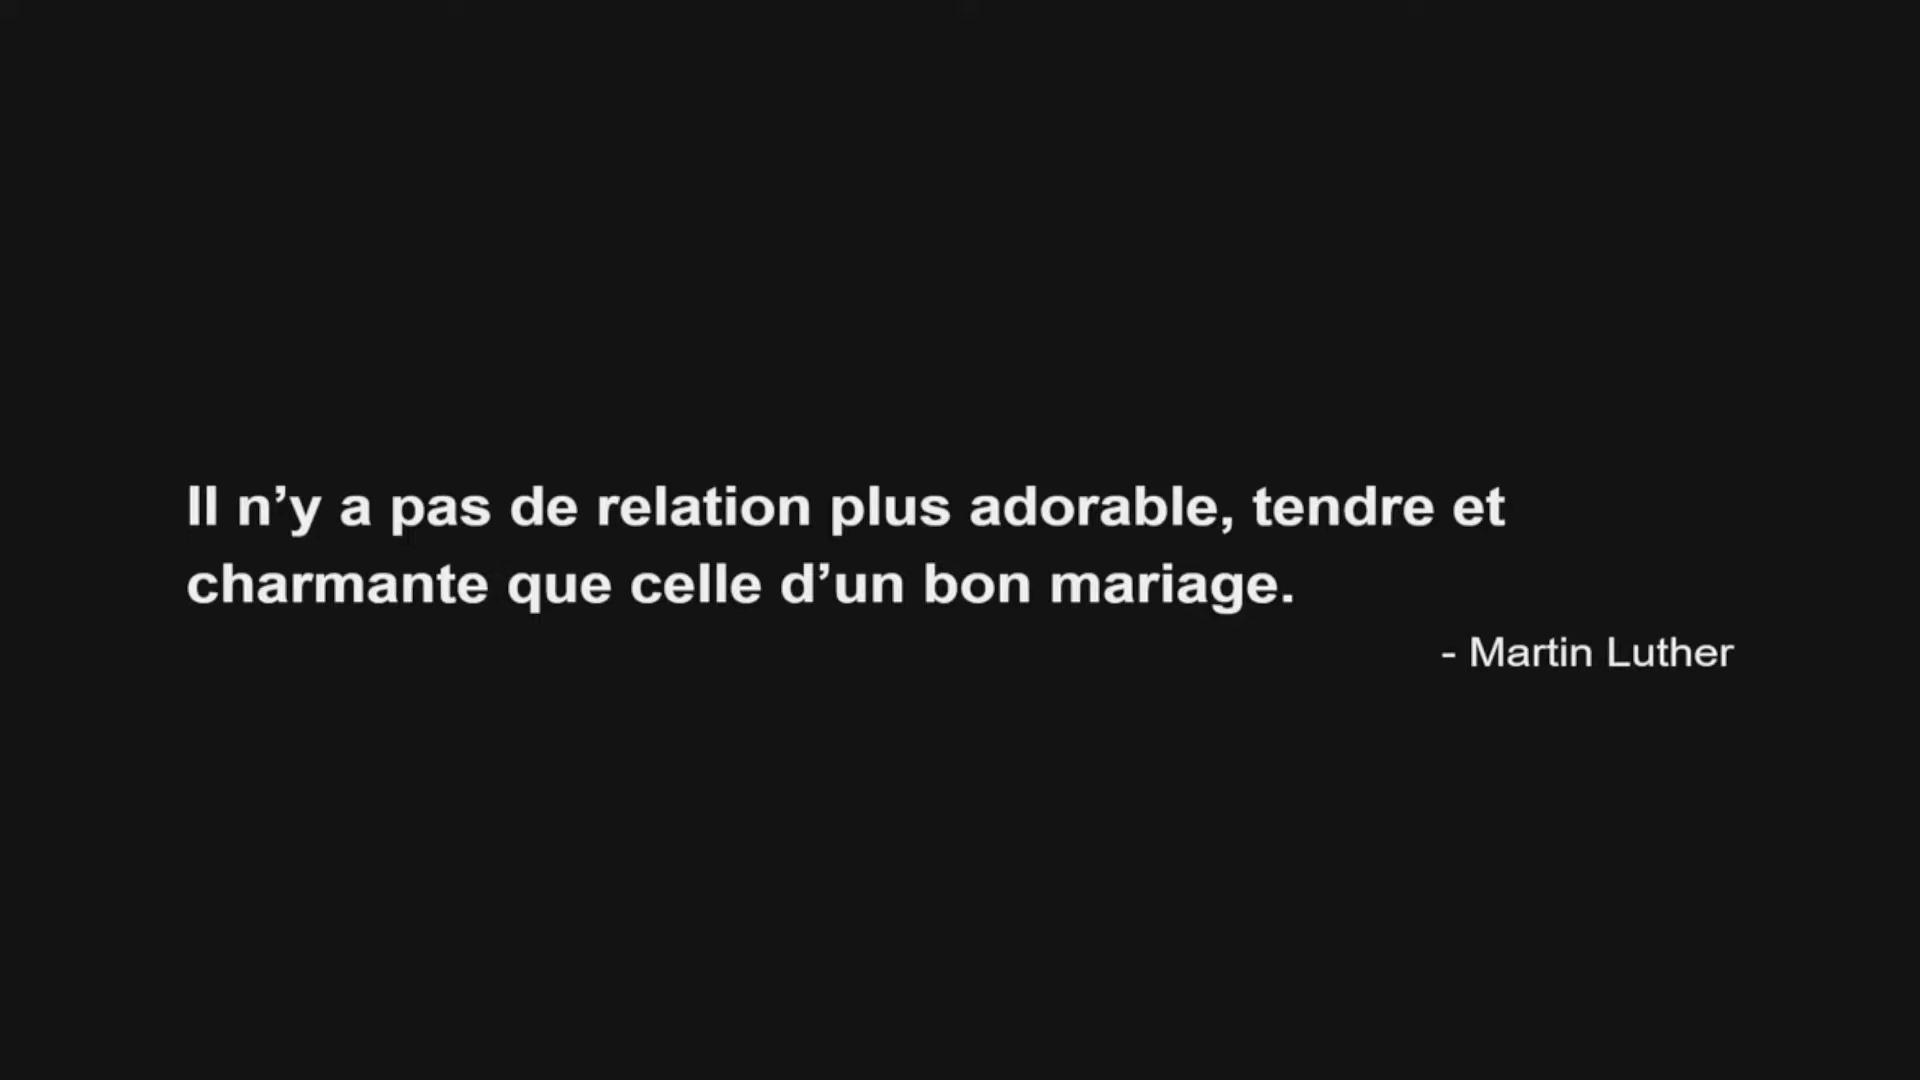 Il n’y a pas de relation plus adorable, tendre et
charmante que celle d’un bon mariage.
- Martin Luther